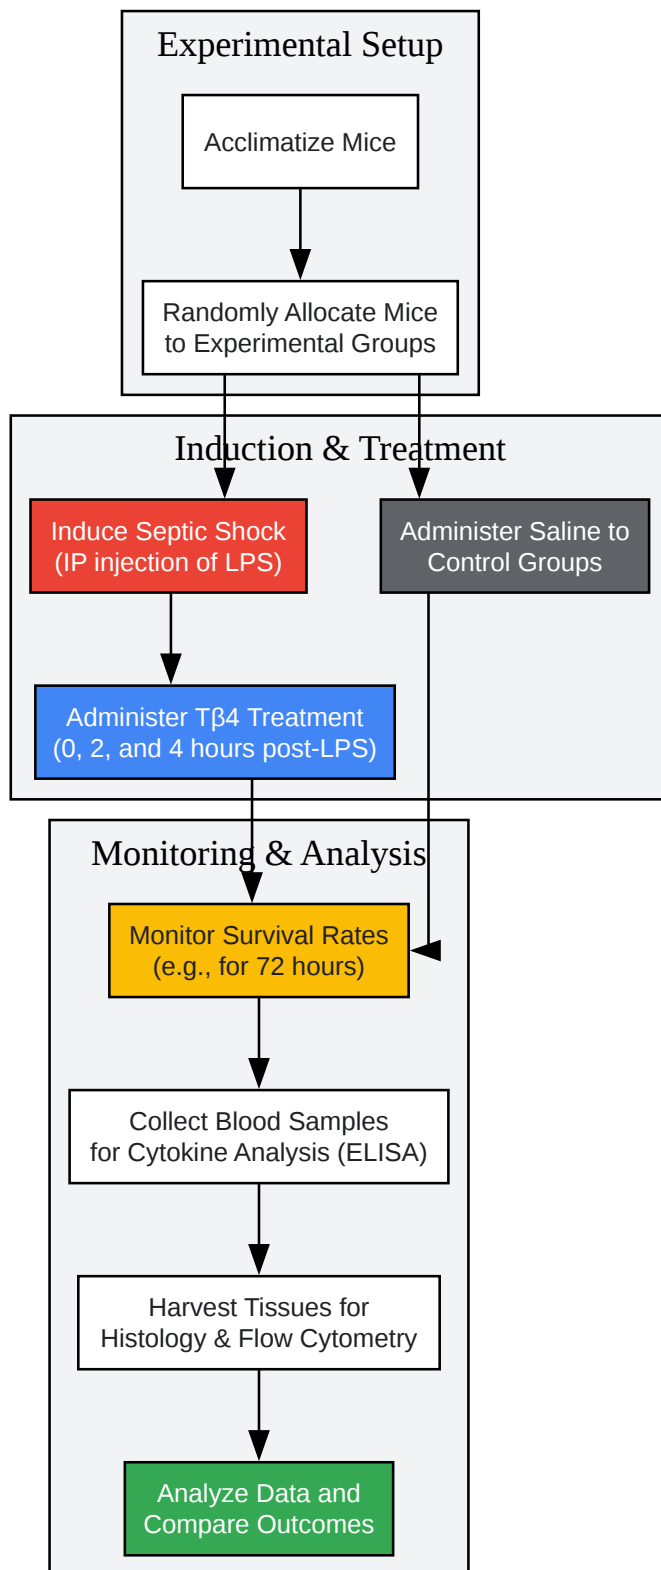 Experimental Setup
Acclimatize Mice
Randomly Allocate Mice
to Experimental Groups
Induction & Treatment
Induce Septic Shock
(IP injection of LPS)
Administer Saline to
Control Groups
Administer Tβ4 Treatment
(0, 2, and 4 hours post-LPS)
Monitoring & Analysis
Monitor Survival Rates
(e.g., for 72 hours)
Collect Blood Samples
for Cytokine Analysis (ELISA)
Harvest Tissues for
Histology & Flow Cytometry
Analyze Data and
Compare Outcomes